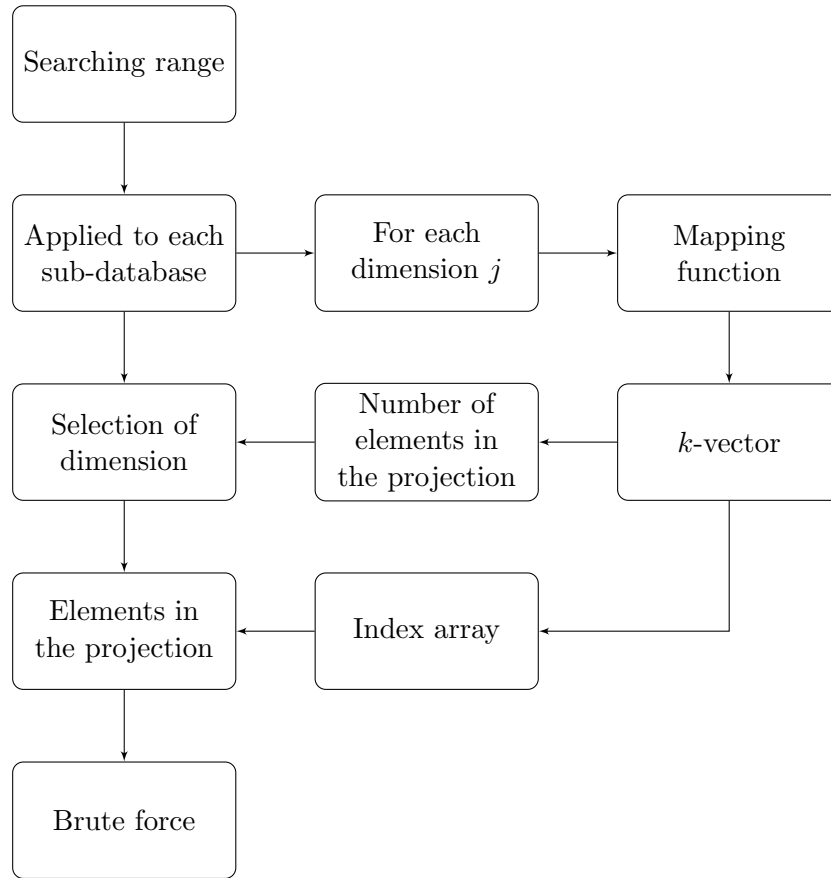 Searching range
Applied to each
sub-database
For each
dimension j
Mapping
function
Selection of
dimension
Number of
elements in
the projection
k-vector
Elements in
the projection
Index array
Brute force